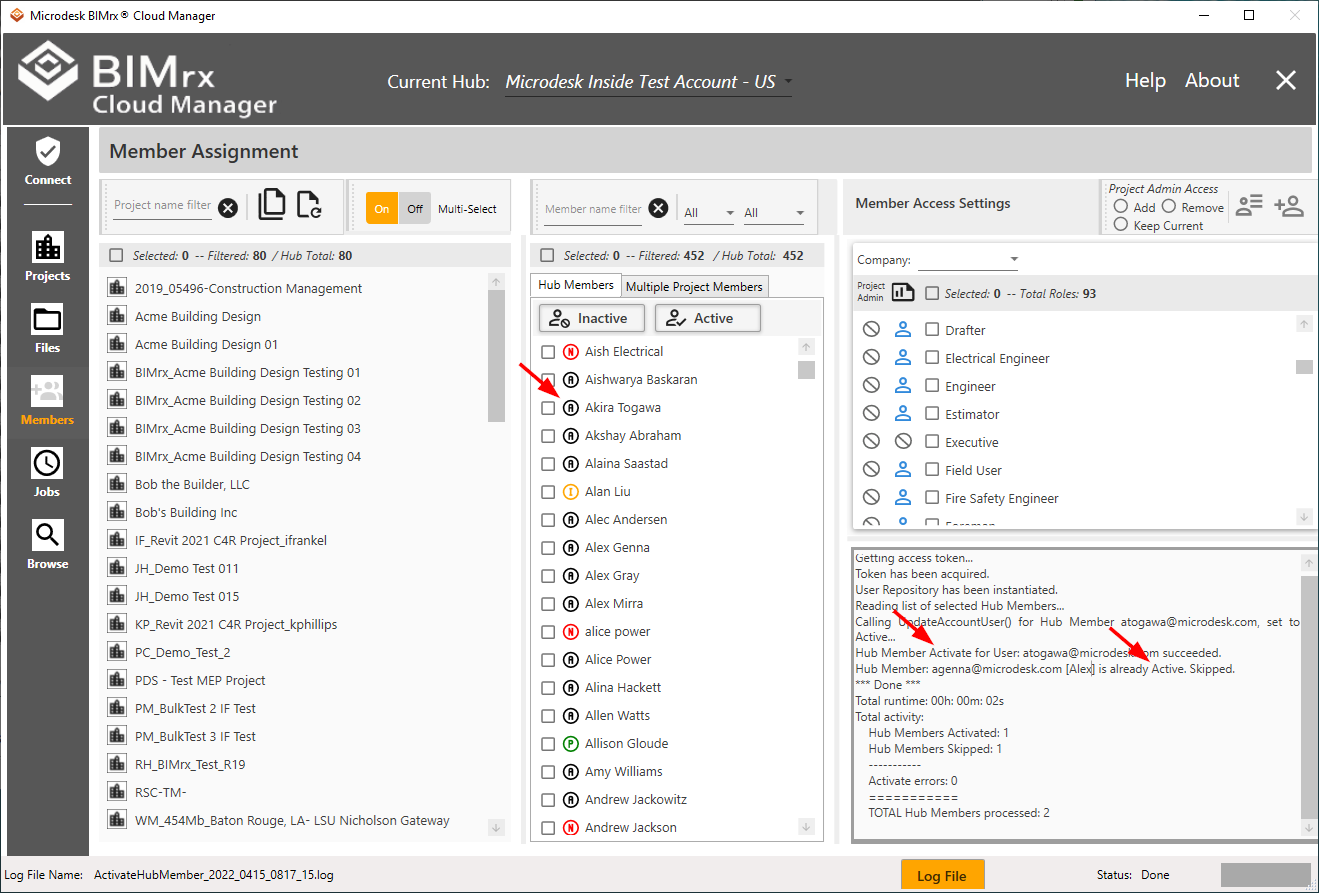 Microdesk BIMrx® Cloud Manager
BIMrx
Cloud Manager
Current Hub: Microdesk Inside Test Account - US
Help About
Connect
Projects
Files
Members
Jobs
Browse
Member Assignment
Project name filter
On Off Multi-Select
Selected: 0 -- Filtered: 80 / Hub Total: 80
2019_05496-Construction Management
Acme Building Design
Acme Building Design 01
BIMrx_Acme Building Design Testing 01
BIMrx_Acme Building Design Testing 02
BIMrx_Acme Building Design Testing 03
BIMrx_Acme Building Design Testing 04
Bob the Builder, LLC
Bob's Building Inc
IF_Revit 2021 C4R Project_ifrankel
JH_Demo Test 011
JH_Demo Test 015
KP_Revit 2021 C4R Project_kphillips
PC_Demo_Test_2
PDS - Test MEP Project
PM_BulkTest 2 IF Test
PM_BulkTest 3 IF Test
RH_BIMrx_Test_R19
RSC-TM-
WM_454Mb_Baton Rouge, LA- LSU Nicholson Gateway
Member name filter
All All
Selected: 0 -- Filtered: 452 / Hub Total: 452
Hub Members Multiple Project Members
Inactive Active
N Aish Electrical
A Aishwarya Baskaran
A Akira Togawa
A Akshay Abraham
A Alaina Saastad
I Alan Liu
A Alec Andersen
A Alex Genna
A Alex Gray
A Alex Mirra
N alice power
A Alice Power
A Alina Hackett
A Allen Watts
P Allison Gloude
A Amy Williams
A Andrew Jackowitz
N Andrew Jackson
Member Access Settings
Project Admin Access
Add Remove
Keep Current
Company:
Project
Admin
Selected: 0 -- Total Roles: 93
Drafter
Electrical Engineer
Engineer
Estimator
Executive
Field User
Fire Safety Engineer
Foreman
Getting access token...
Token has been acquired.
User Repository has been instantiated.
Reading list of selected Hub Members...
Calling UpdateAccountUser() for Hub Member atogawa@microdesk.com, set to
Active...
Hub Member Activate for User: atogawa@microdesk.com succeeded.
Hub Member: agenna@microdesk.com [Alex] is already Active. Skipped.
*** Done ***
Total runtime: 00h: 00m: 02s
Total activity:
Hub Members Activated: 1
Hub Members Skipped: 1
-----------
Activate errors: 0
===========
TOTAL Hub Members processed: 2
Log File Name: ActivateHubMember_2022_0415_0817_15.log
Log File
Status: Done